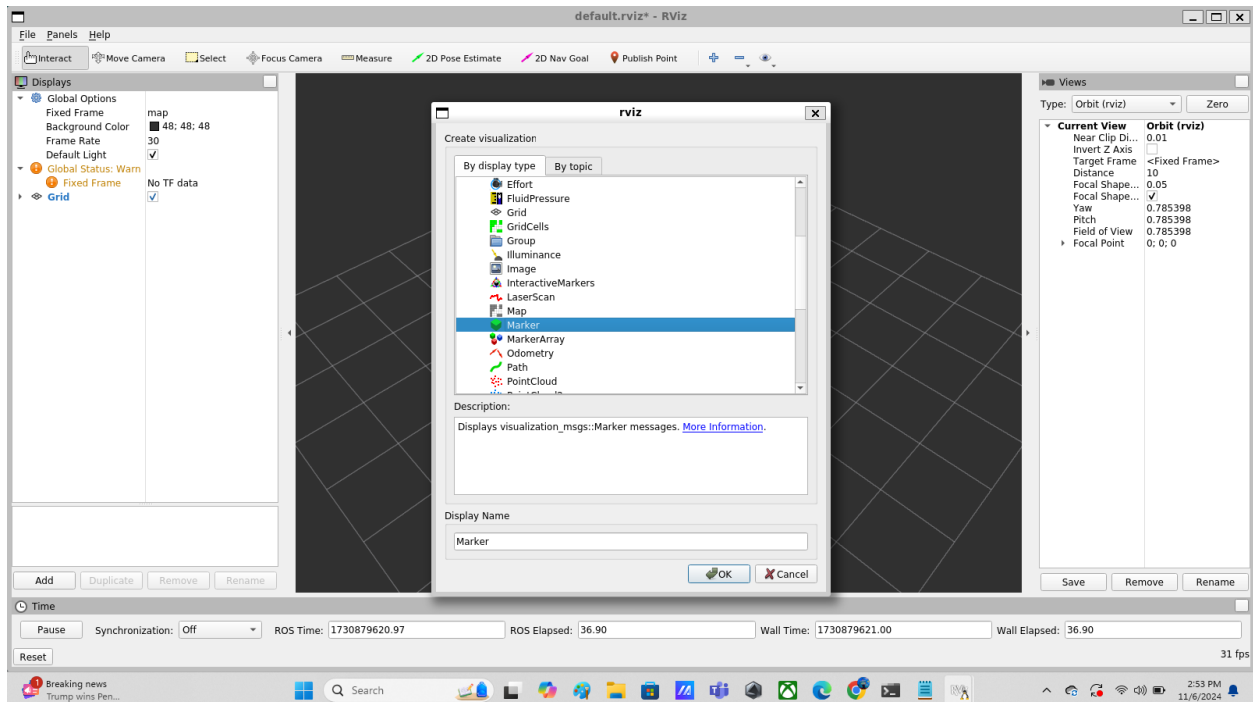 default.rviz* - RViz
File Panels Help
Interact Move Camera Select Focus Camera Measure 2D Pose Estimate 2D Nav Goal Publish Point
Displays
Global Options
Fixed Frame map
Background Color 48; 48; 48
Frame Rate 30
Default Light
Global Status: Warn
Fixed Frame No TF data
Grid
Add Duplicate Remove Rename
rviz
Create visualization
By display type By topic
Effort
FluidPressure
Grid
GridCells
Group
Illuminance
Image
InteractiveMarkers
LaserScan
Map
Marker
MarkerArray
Odometry
Path
PointCloud
Description:
Displays visualization_msgs::Marker messages. More Information.
Display Name
Marker
OK Cancel
Views
Type: Orbit (rviz) Zero
Current View Orbit (rviz)
Near Clip Di... 0.01
Invert Z Axis
Target Frame <Fixed Frame>
Distance 10
Focal Shape... 0.05
Focal Shape...
Yaw 0.785398
Pitch 0.785398
Field of View 0.785398
Focal Point 0; 0; 0
Save Remove Rename
Time
Pause Synchronization: Off ROS Time: 1730879620.97 ROS Elapsed: 36.90 Wall Time: 1730879621.00 Wall Elapsed: 36.90
Reset 31 fps
1 Breaking news
Trump wins Pen...
Search
2:53 PM
11/6/2024